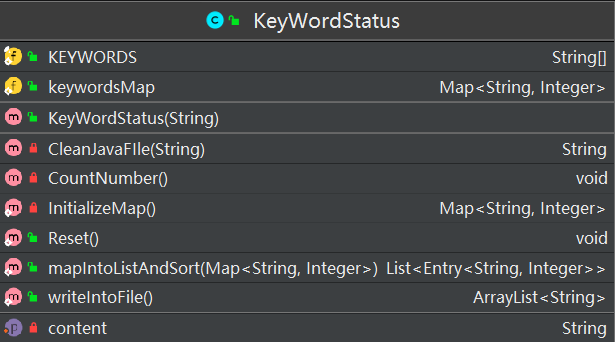 KeyWordStatus
KEYWORDS String[]
keywordsMap Map<String, Integer>
KeyWordStatus(String)
CleanJavaFIle(String) String
CountNumber() void
InitializeMap() Map<String, Integer>
Reset() void
mapIntoListAndSort(Map<String, Integer>) List<Entry<String, Integer>>
writeIntoFile() ArrayList<String>
content String